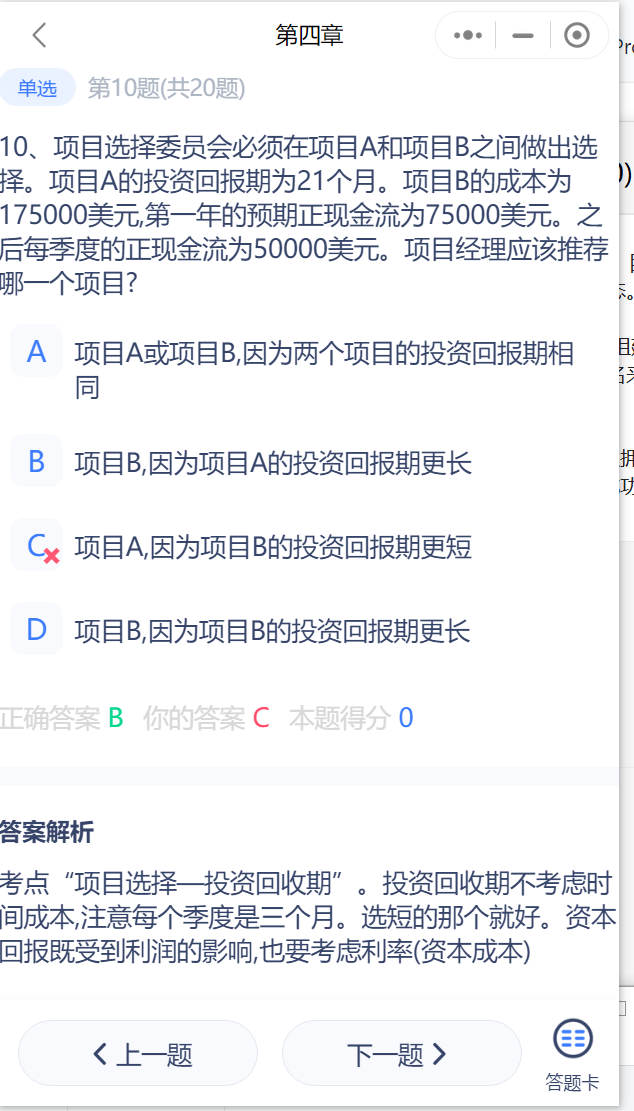 第四章
单选 第10题(共20题)
10、项目选择委员会必须在项目A和项目B之间做出选
择。项目A的投资回报期为21个月。项目B的成本为
175000美元,第一年的预期正现金流为75000美元。之
后每季度的正现金流为50000美元。项目经理应该推荐
哪一个项目?
A 项目A或项目B,因为两个项目的投资回报期相
同
B 项目B,因为项目A的投资回报期更长
C 项目A,因为项目B的投资回报期更短
D 项目B,因为项目B的投资回报期更长
正确答案 B 你的答案 C 本题得分 0
答案解析
考点“项目选择—投资回收期”。投资回收期不考虑时
间成本,注意每个季度是三个月。选短的那个就好。资本
回报既受到利润的影响,也要考虑利率(资本成本)
上一题 下一题
答题卡